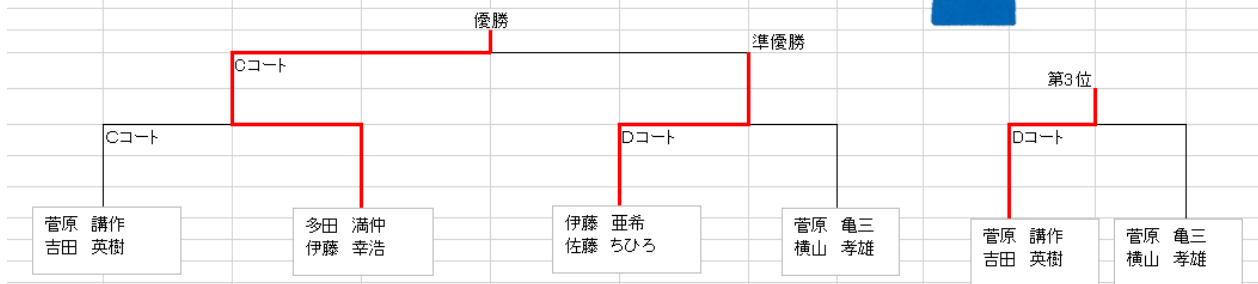 優勝
準優勝
Cコート
第3位
Cコート
Dコート
Dコート
菅原 講作
吉田 英樹
多田 満仲
伊藤 幸浩
伊藤 亜希
佐藤 ちひろ
菅原 亀三
横山 孝雄
菅原 講作
吉田 英樹
菅原 亀三
横山 孝雄